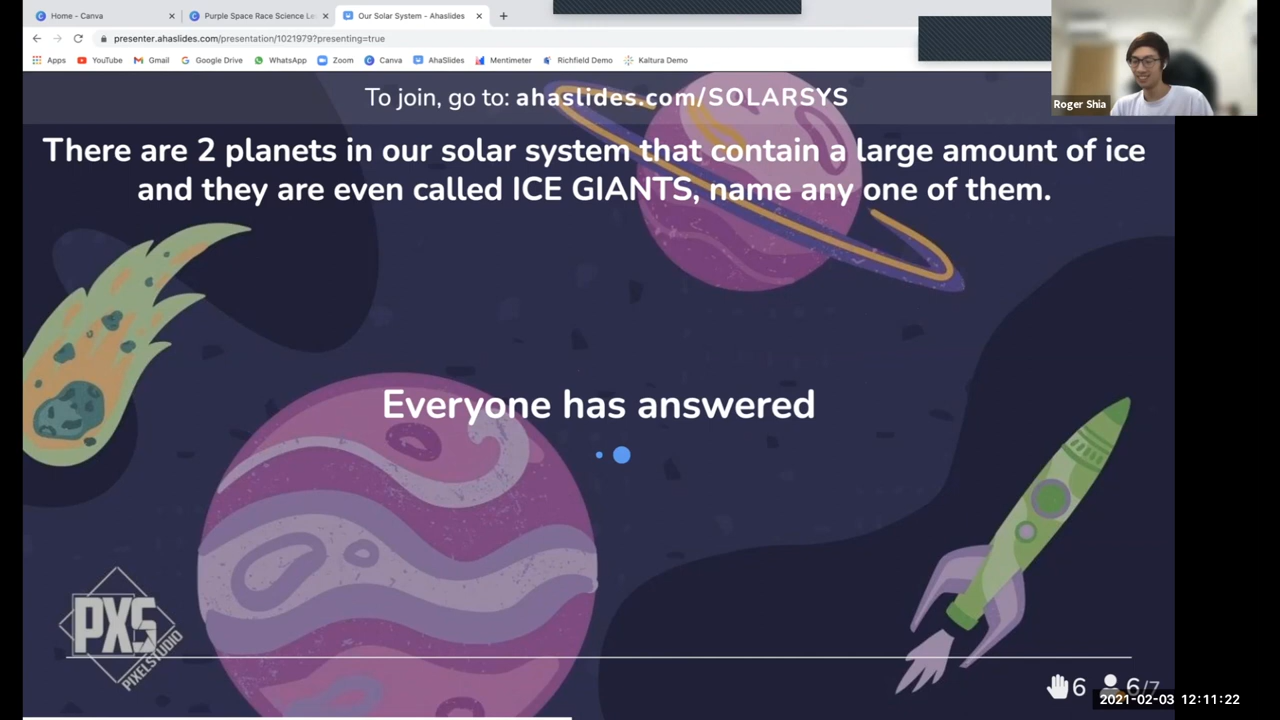 Home - Canva
Purple Space Race Science Le
Our Solar System - Ahaslides
presenter.ahaslides.com/presentation/1021979?presenting=true
Apps YouTube Gmail Google Drive WhatsApp Zoom Canva AhaSlides Mentimeter Richfield Demo Kaltura Demo
Roger Shia
To join, go to: ahaslides.com/SOLARSYS
There are 2 planets in our solar system that contain a large amount of ice
and they are even called ICE GIANTS, name any one of them.
Everyone has answered
PXS
PIXELSTUDIO
6 6/7
2021-02-03 12:11:22